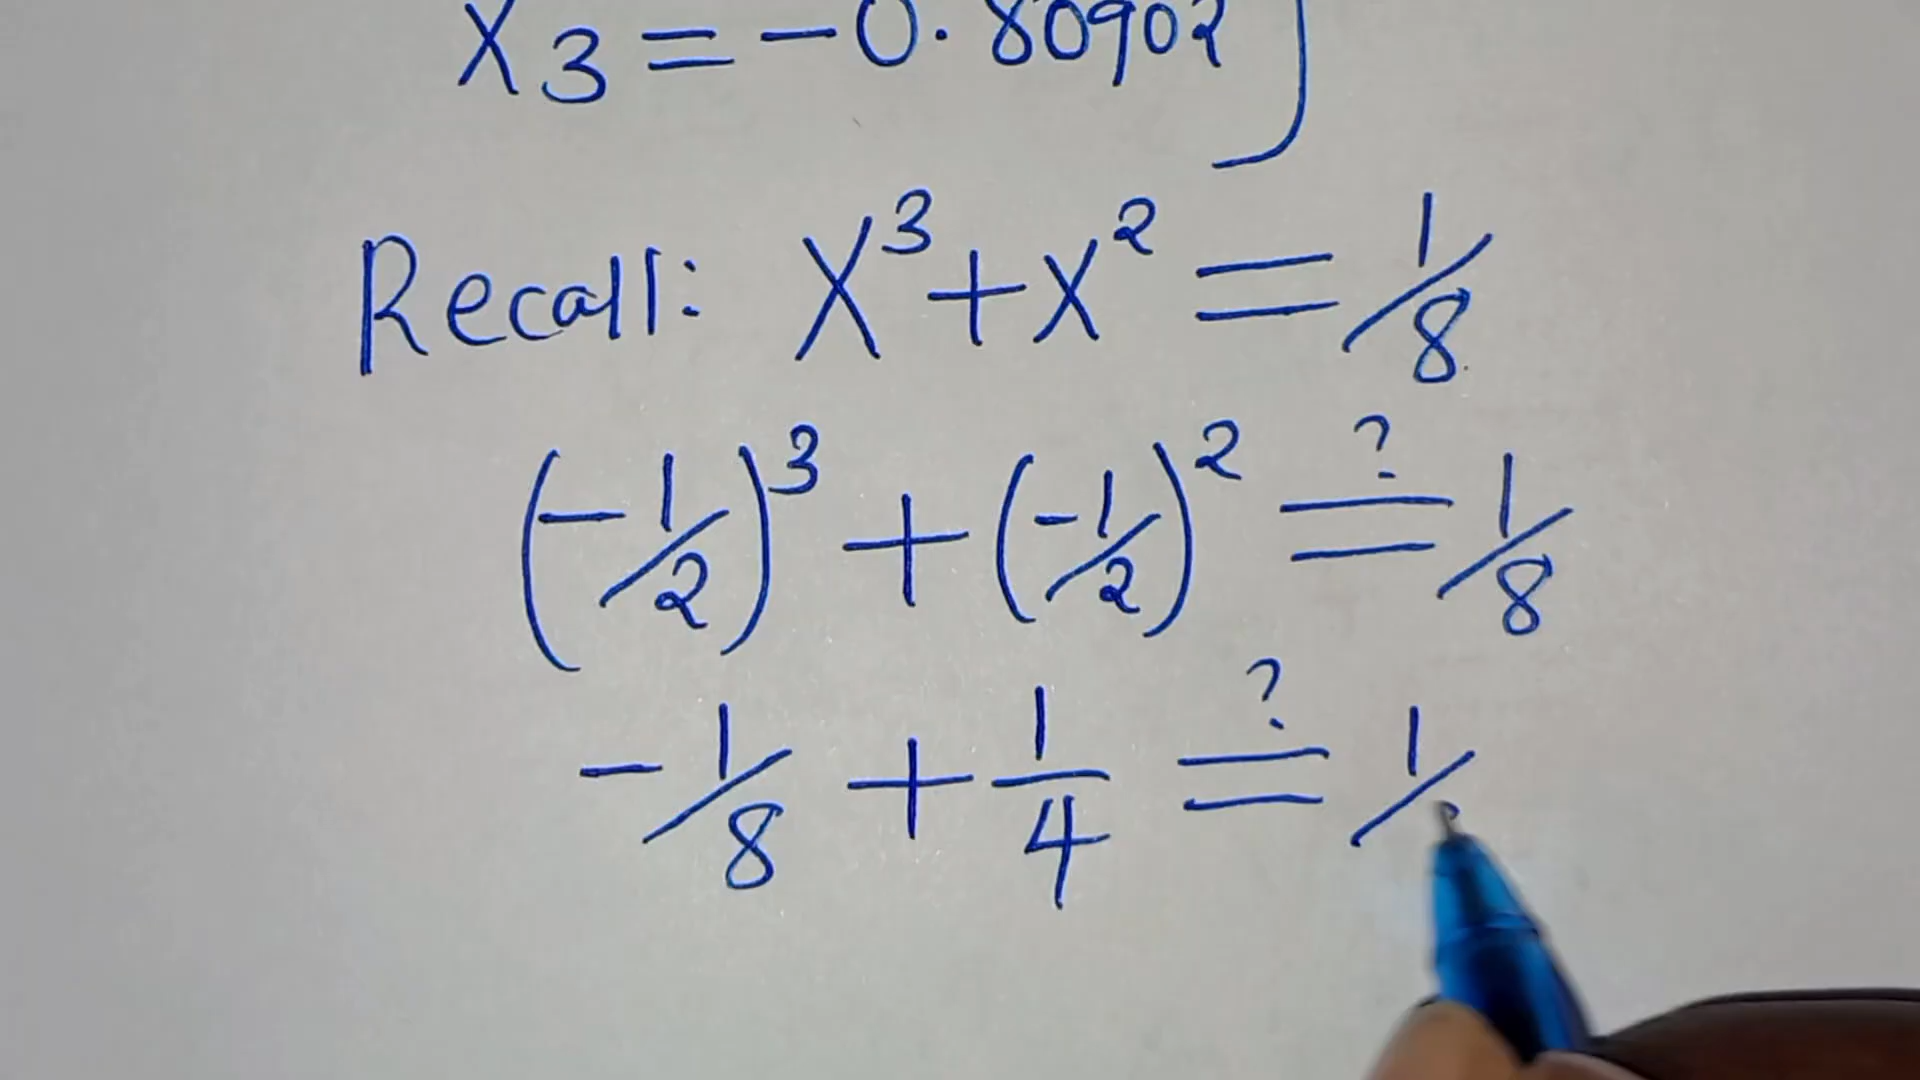 x₃ = -0.80902
Recall: x³ + x² = 1/8
(-1/2)³ + (-1/2)² ?= 1/8
-1/8 + 1/4 ?= 1/